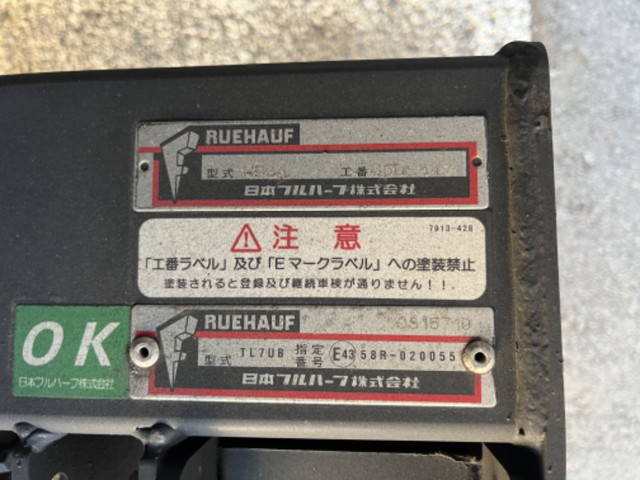 RUEHAUF
型式
工番
日本フルハーフ株式会社
7913-428
注 意
「工番ラベル」及び「Eマークラベル」への塗装禁止
塗装されると登録及び継続車検が通りません!!.
OK
日本フルハーフ株式会社
RUEHAUF
型式 TL7UB 指定番号 E43 58R-020055
日本フルハーフ株式会社